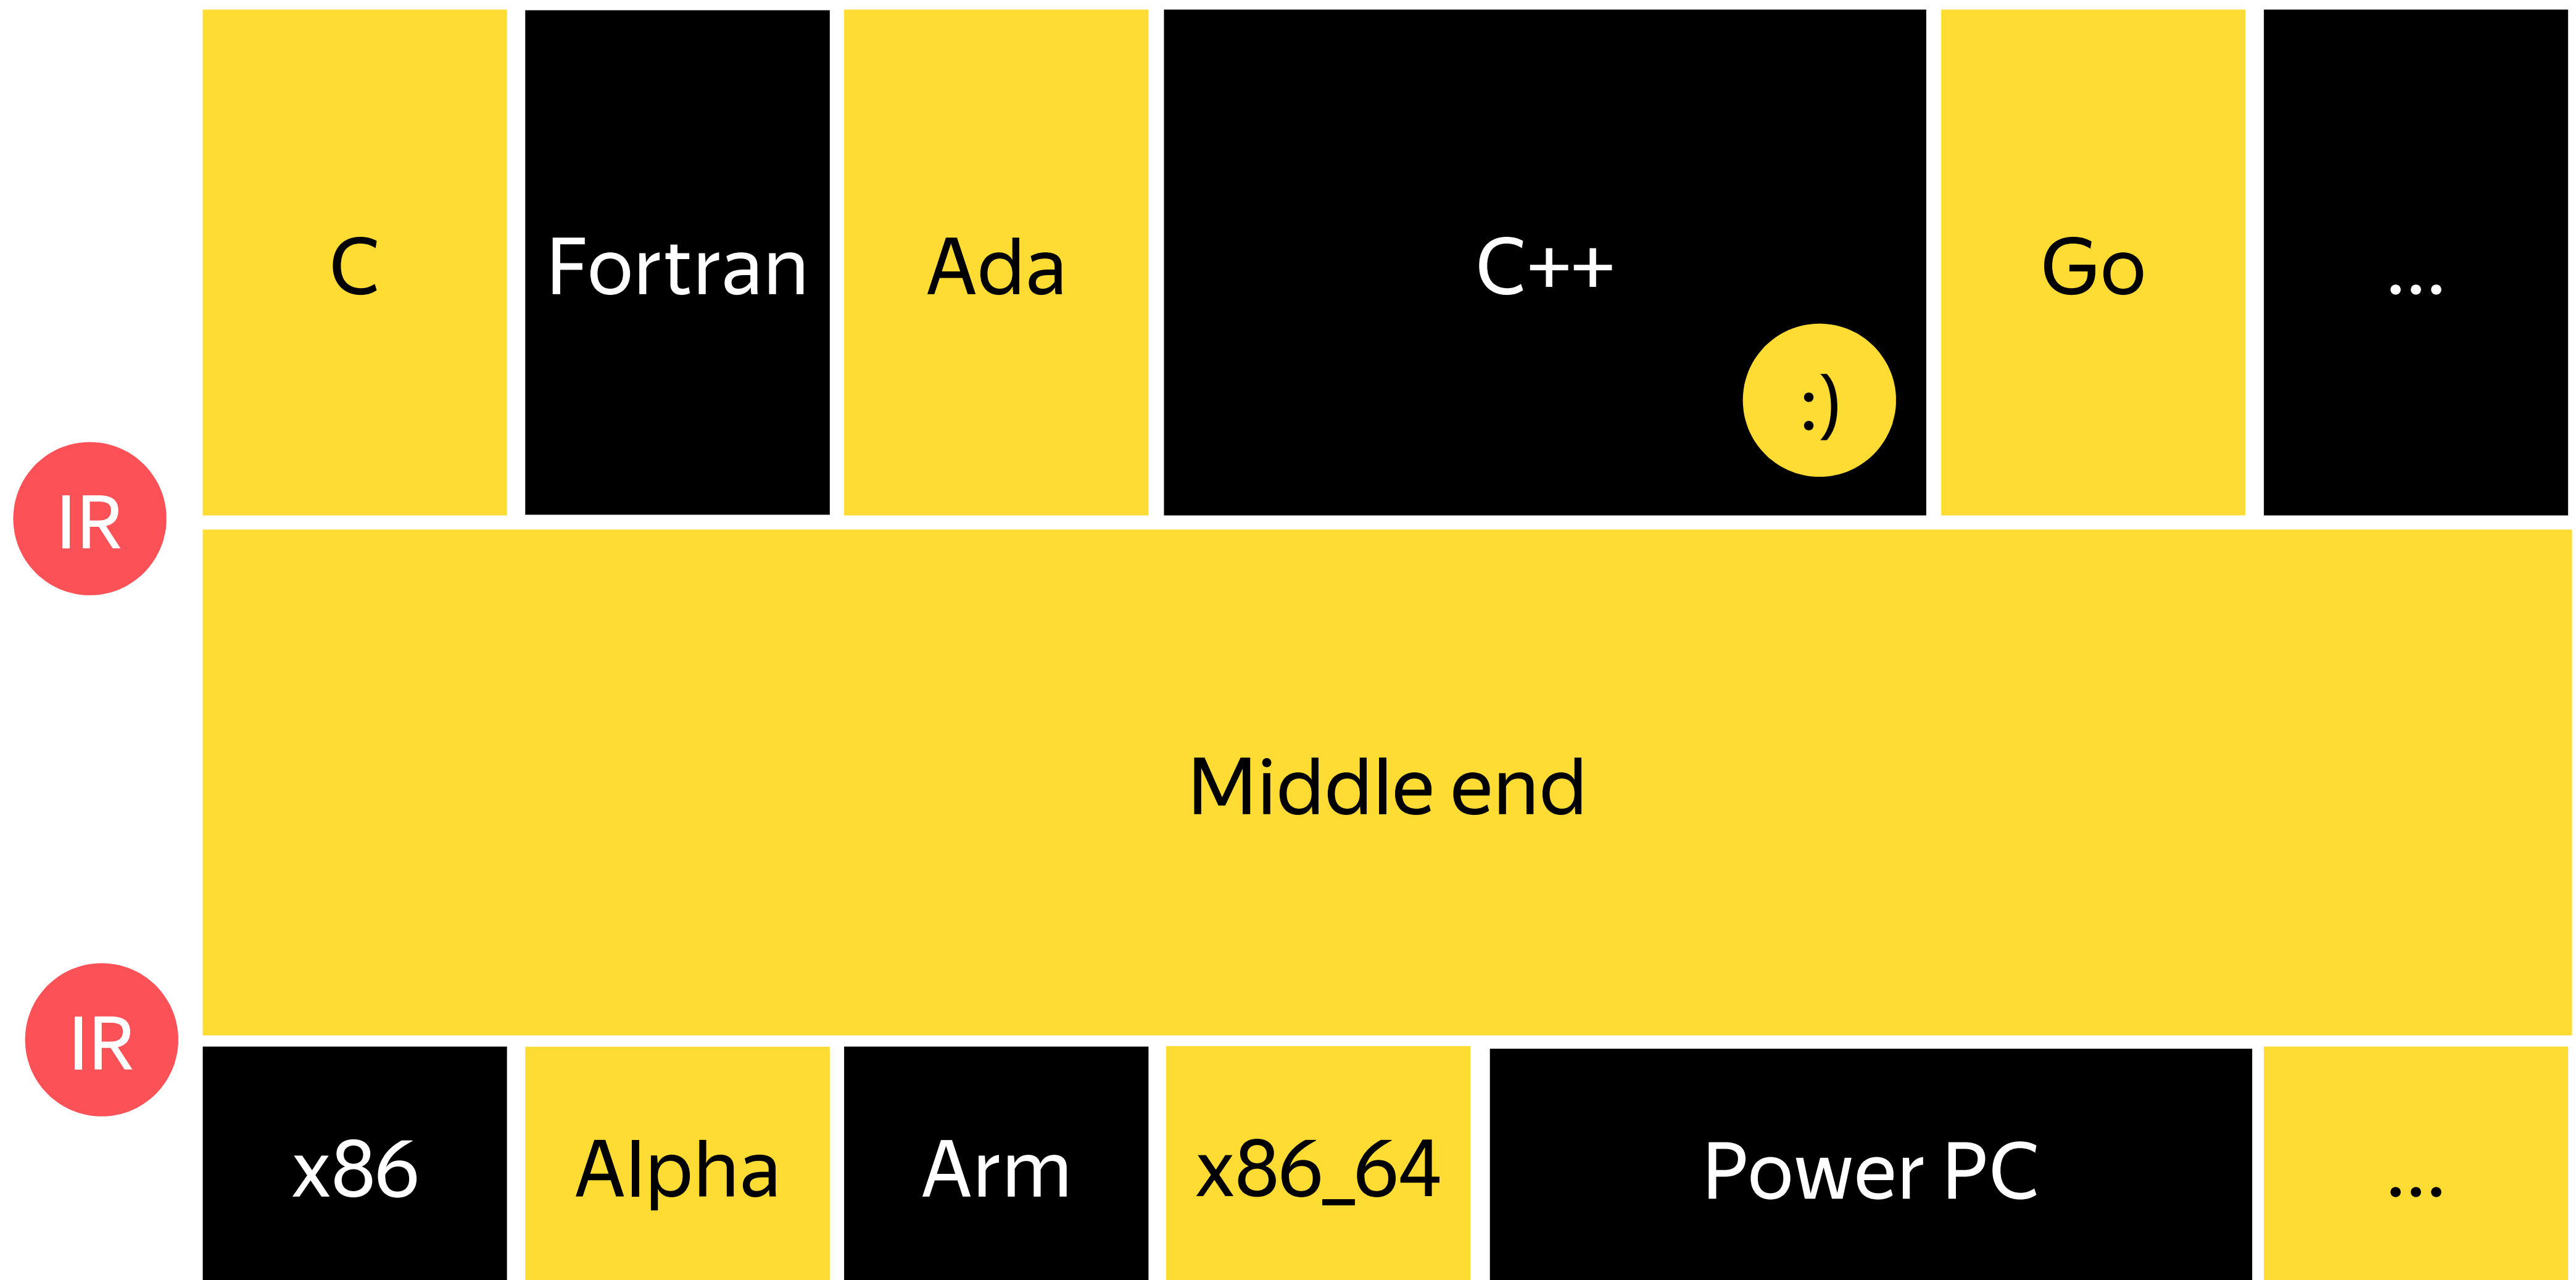 C
Fortran
Ada
C++
:)
Go
...
IR
Middle end
IR
x86
Alpha
Arm
x86_64
Power PC
...